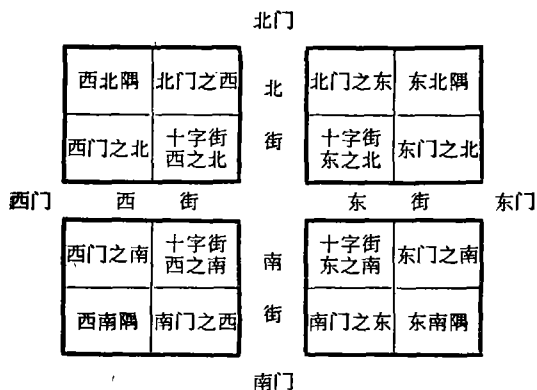 北门
西北隅 北门之西 北 北门之东 东北隅
西门之北 十字街西之北 街 十字街东之北 东门之北
西门 西 街 东 街 东门
西门之南 十字街西之南 南 十字街东之南 东门之南
西南隅 南门之西 街 南门之东 东南隅
南门